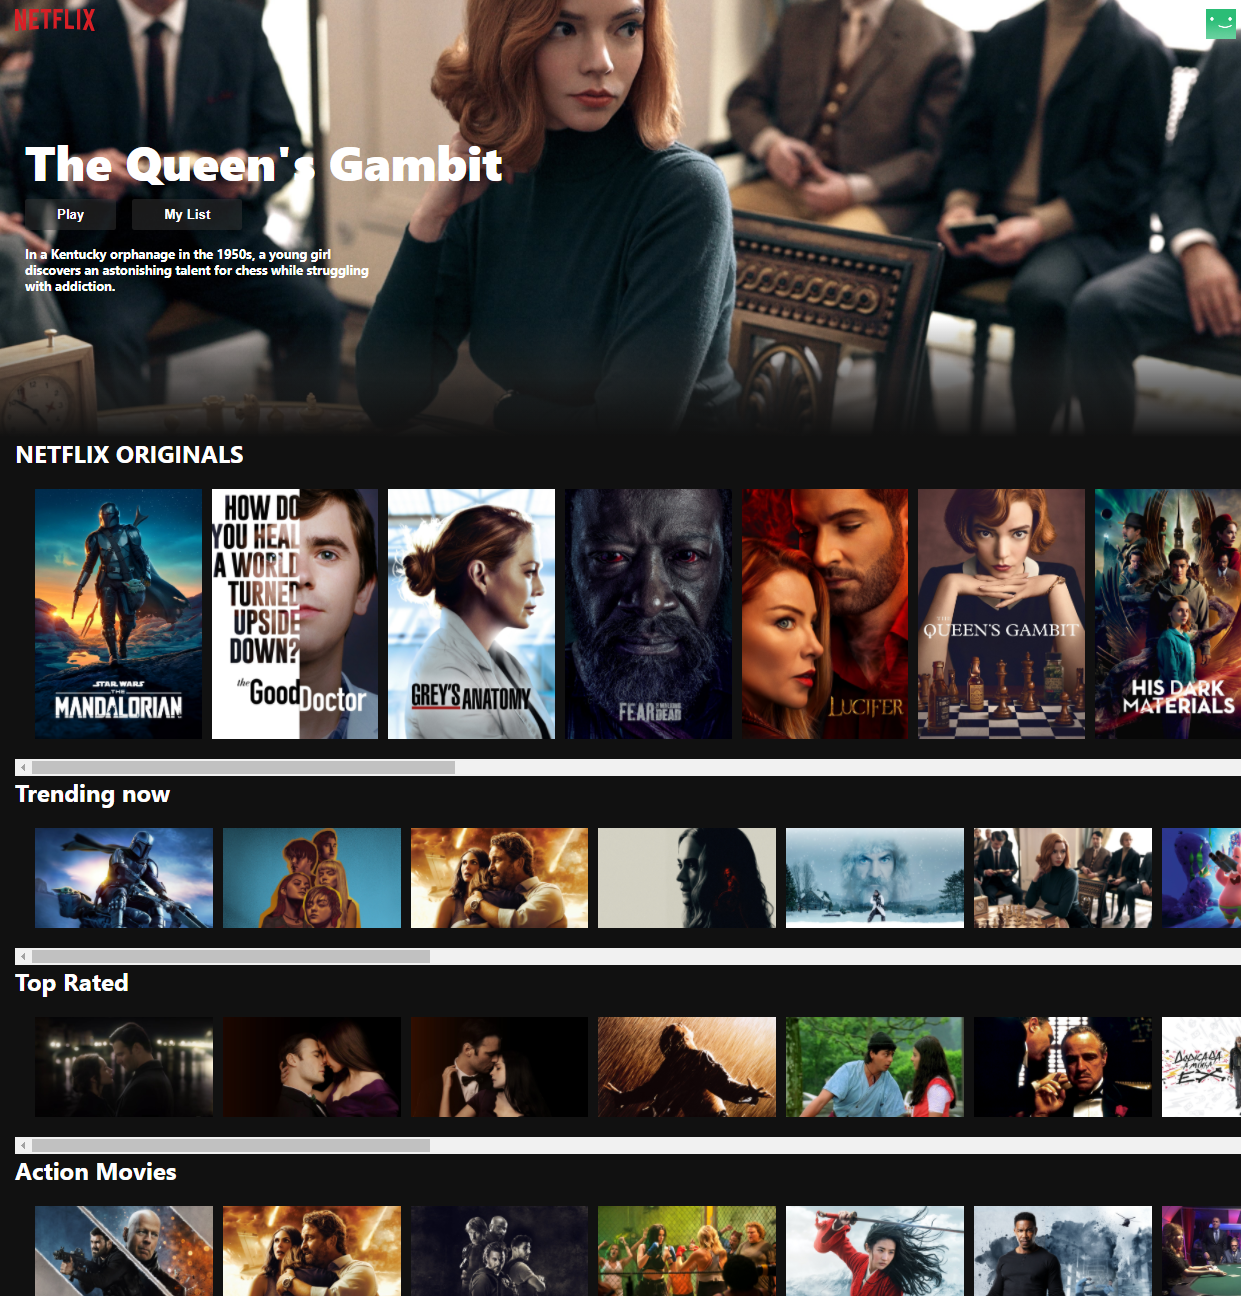 NETFLIX
The Queen's Gambit
Play
My List
In a Kentucky orphanage in the 1950s, a young girl
discovers an astonishing talent for chess while struggling
with addiction.
NETFLIX ORIGINALS
STAR WARS
THE
MANDALORIAN
HOW DO
YOU HEAL
A WORLD
TURNED
UPSIDE
DOWN?
the Good Doctor
GREY'S ANATOMY
FEAR THE WALKING DEAD
LUCIFER
THE
QUEEN'S GAMBIT
HIS DARK
MATERIALS
Trending now
Top Rated
DEDICADA
A MI EX
Action Movies